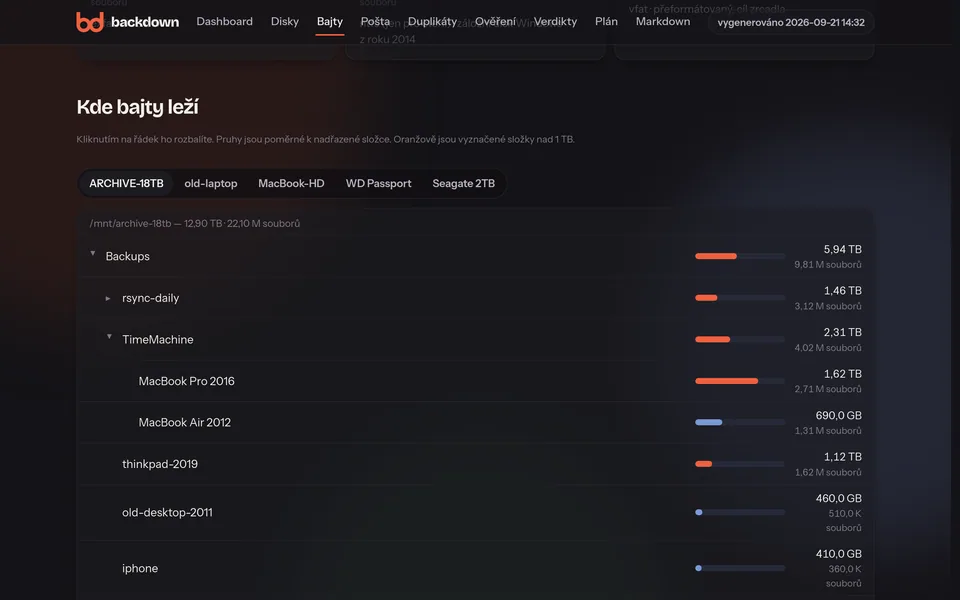 backdown
Dashboard
Disky
Bajty
Pošta
Duplikáty
Ověření
Verdikty
Plán
Markdown
vygenerováno 2026-09-21 14:32
z roku 2014
Kde bajty leží
Kliknutím na řádek ho rozbalíte. Pruhy jsou poměrné k nadřazené složce. Oranžově jsou vyznačené složky nad 1 TB.
ARCHIVE-18TB
old-laptop
MacBook-HD
WD Passport
Seagate 2TB
/mnt/archive-18tb — 12,90 TB · 22,10 M souborů
Backups
5,94 TB
9,81 M souborů
rsync-daily
1,46 TB
3,12 M souborů
TimeMachine
2,31 TB
4,02 M souborů
MacBook Pro 2016
1,62 TB
2,71 M souborů
MacBook Air 2012
690,0 GB
1,31 M souborů
thinkpad-2019
1,12 TB
1,62 M souborů
old-desktop-2011
460,0 GB
510,0 K
souborů
iphone
410,0 GB
360,0 K
souborů